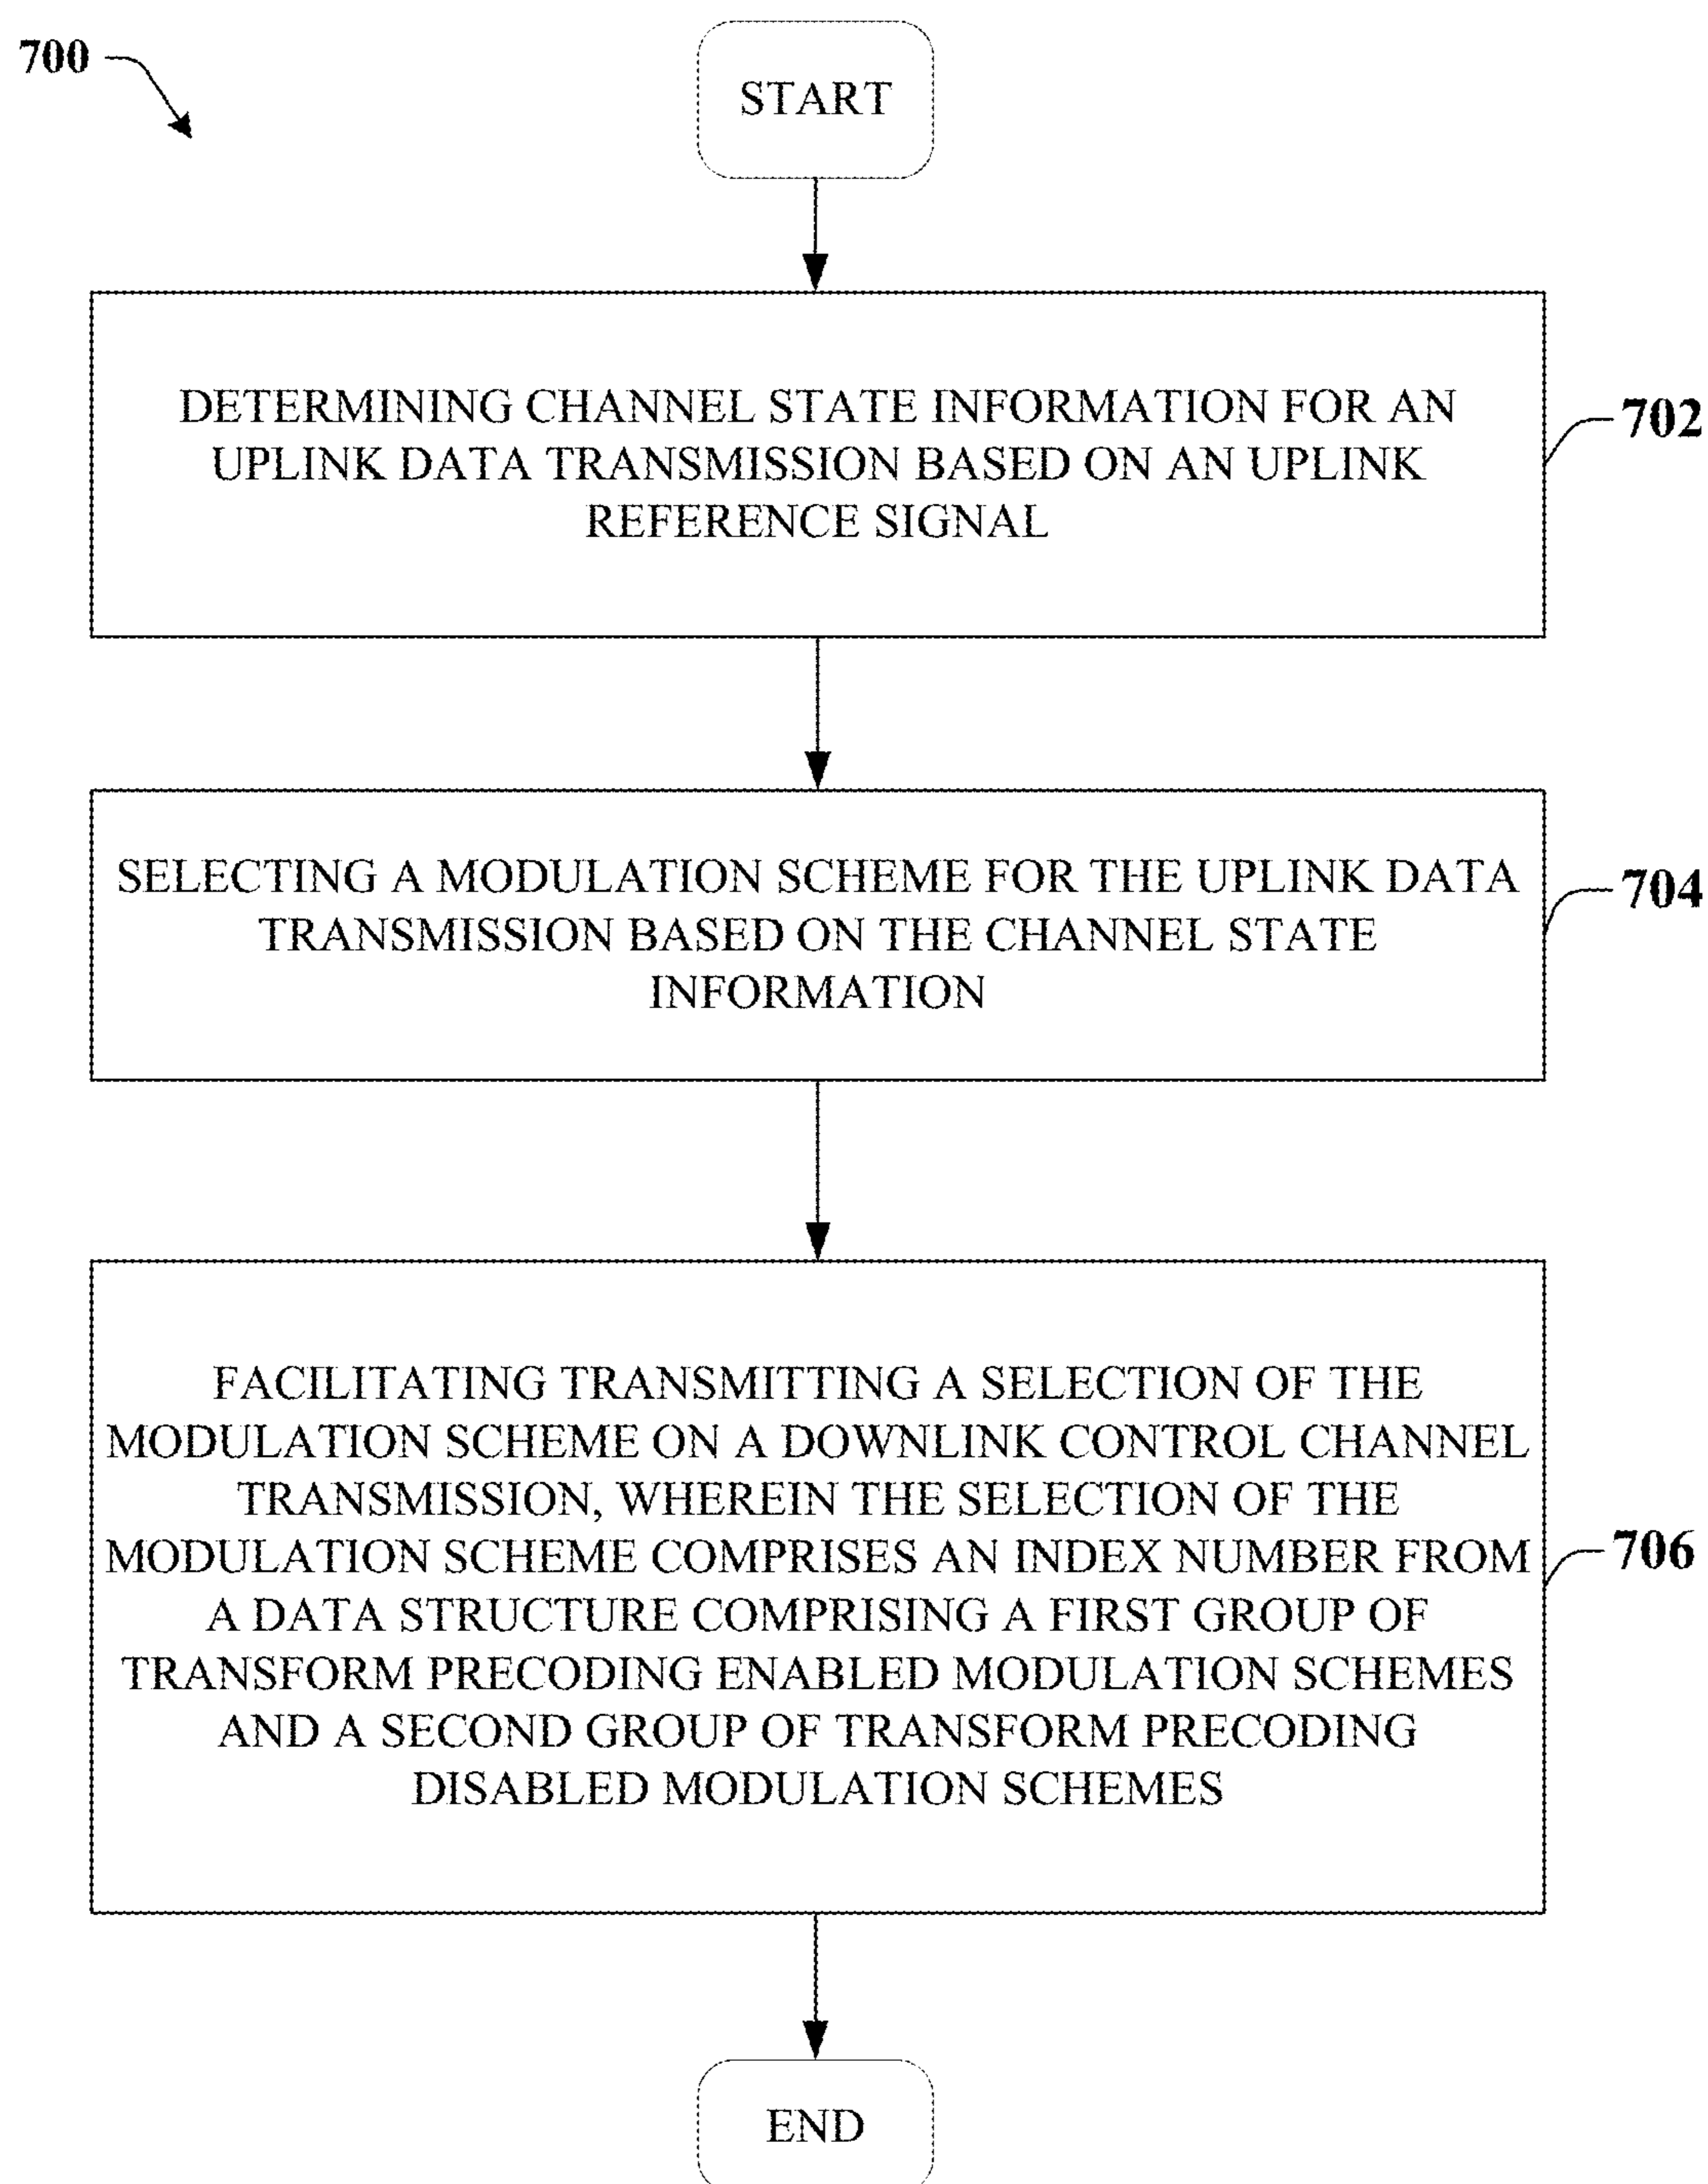 700
START
DETERMINING CHANNEL STATE INFORMATION FOR AN
UPLINK DATA TRANSMISSION BASED ON AN UPLINK
REFERENCE SIGNAL
702
SELECTING A MODULATION SCHEME FOR THE UPLINK DATA
TRANSMISSION BASED ON THE CHANNEL STATE
INFORMATION
704
FACILITATING TRANSMITTING A SELECTION OF THE
MODULATION SCHEME ON A DOWNLINK CONTROL CHANNEL
TRANSMISSION, WHEREIN THE SELECTION OF THE
MODULATION SCHEME COMPRISES AN INDEX NUMBER FROM
A DATA STRUCTURE COMPRISING A FIRST GROUP OF
TRANSFORM PRECODING ENABLED MODULATION SCHEMES
AND A SECOND GROUP OF TRANSFORM PRECODING
DISABLED MODULATION SCHEMES
706
END